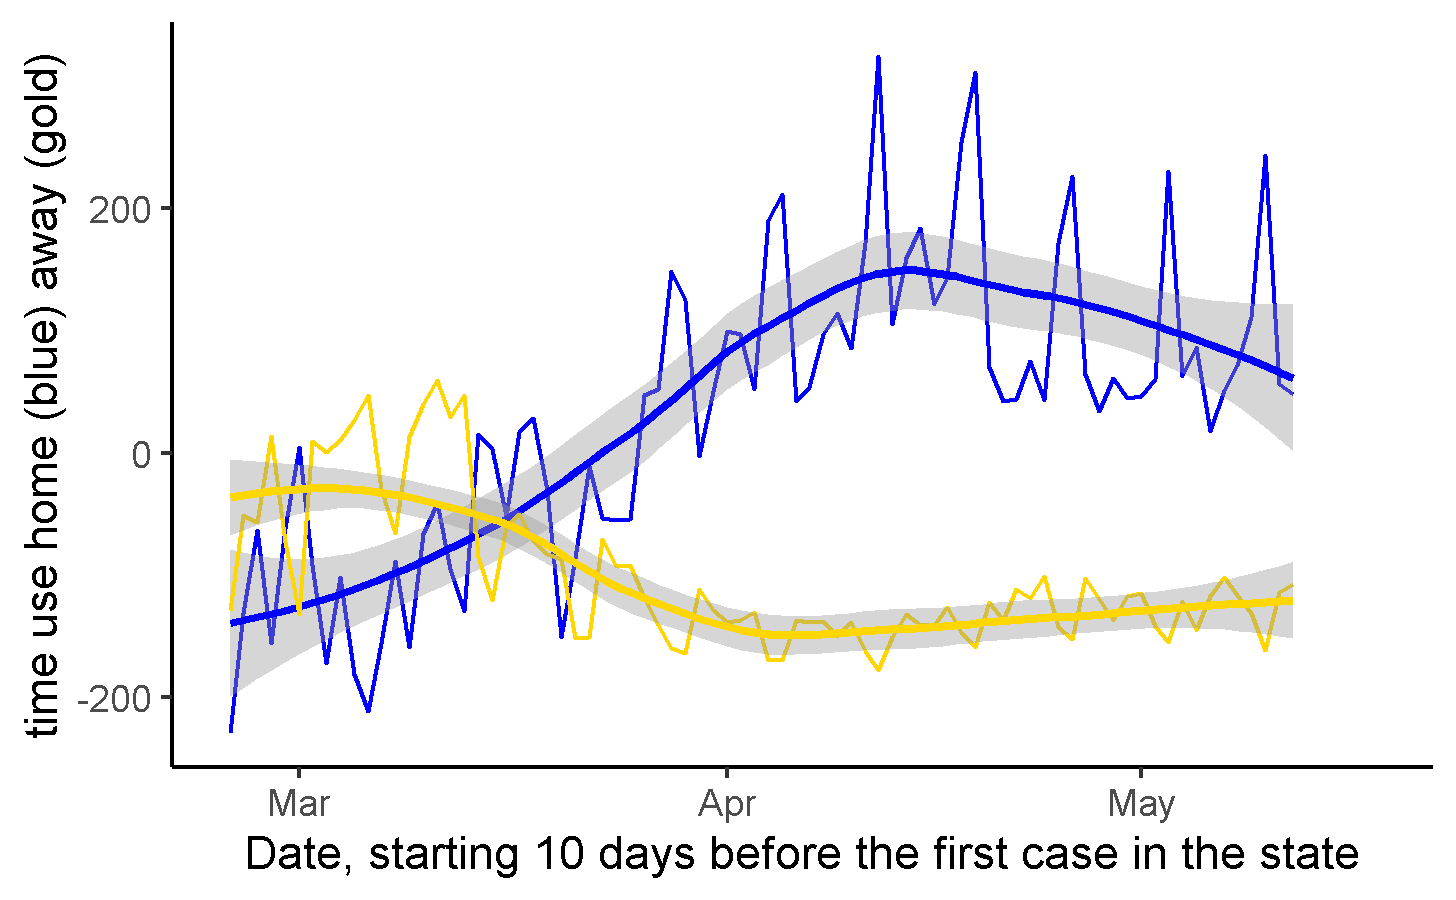 time use home (blue) away (gold)
200
0
-200
Mar
Apr
May
Date, starting 10 days before the first case in the state